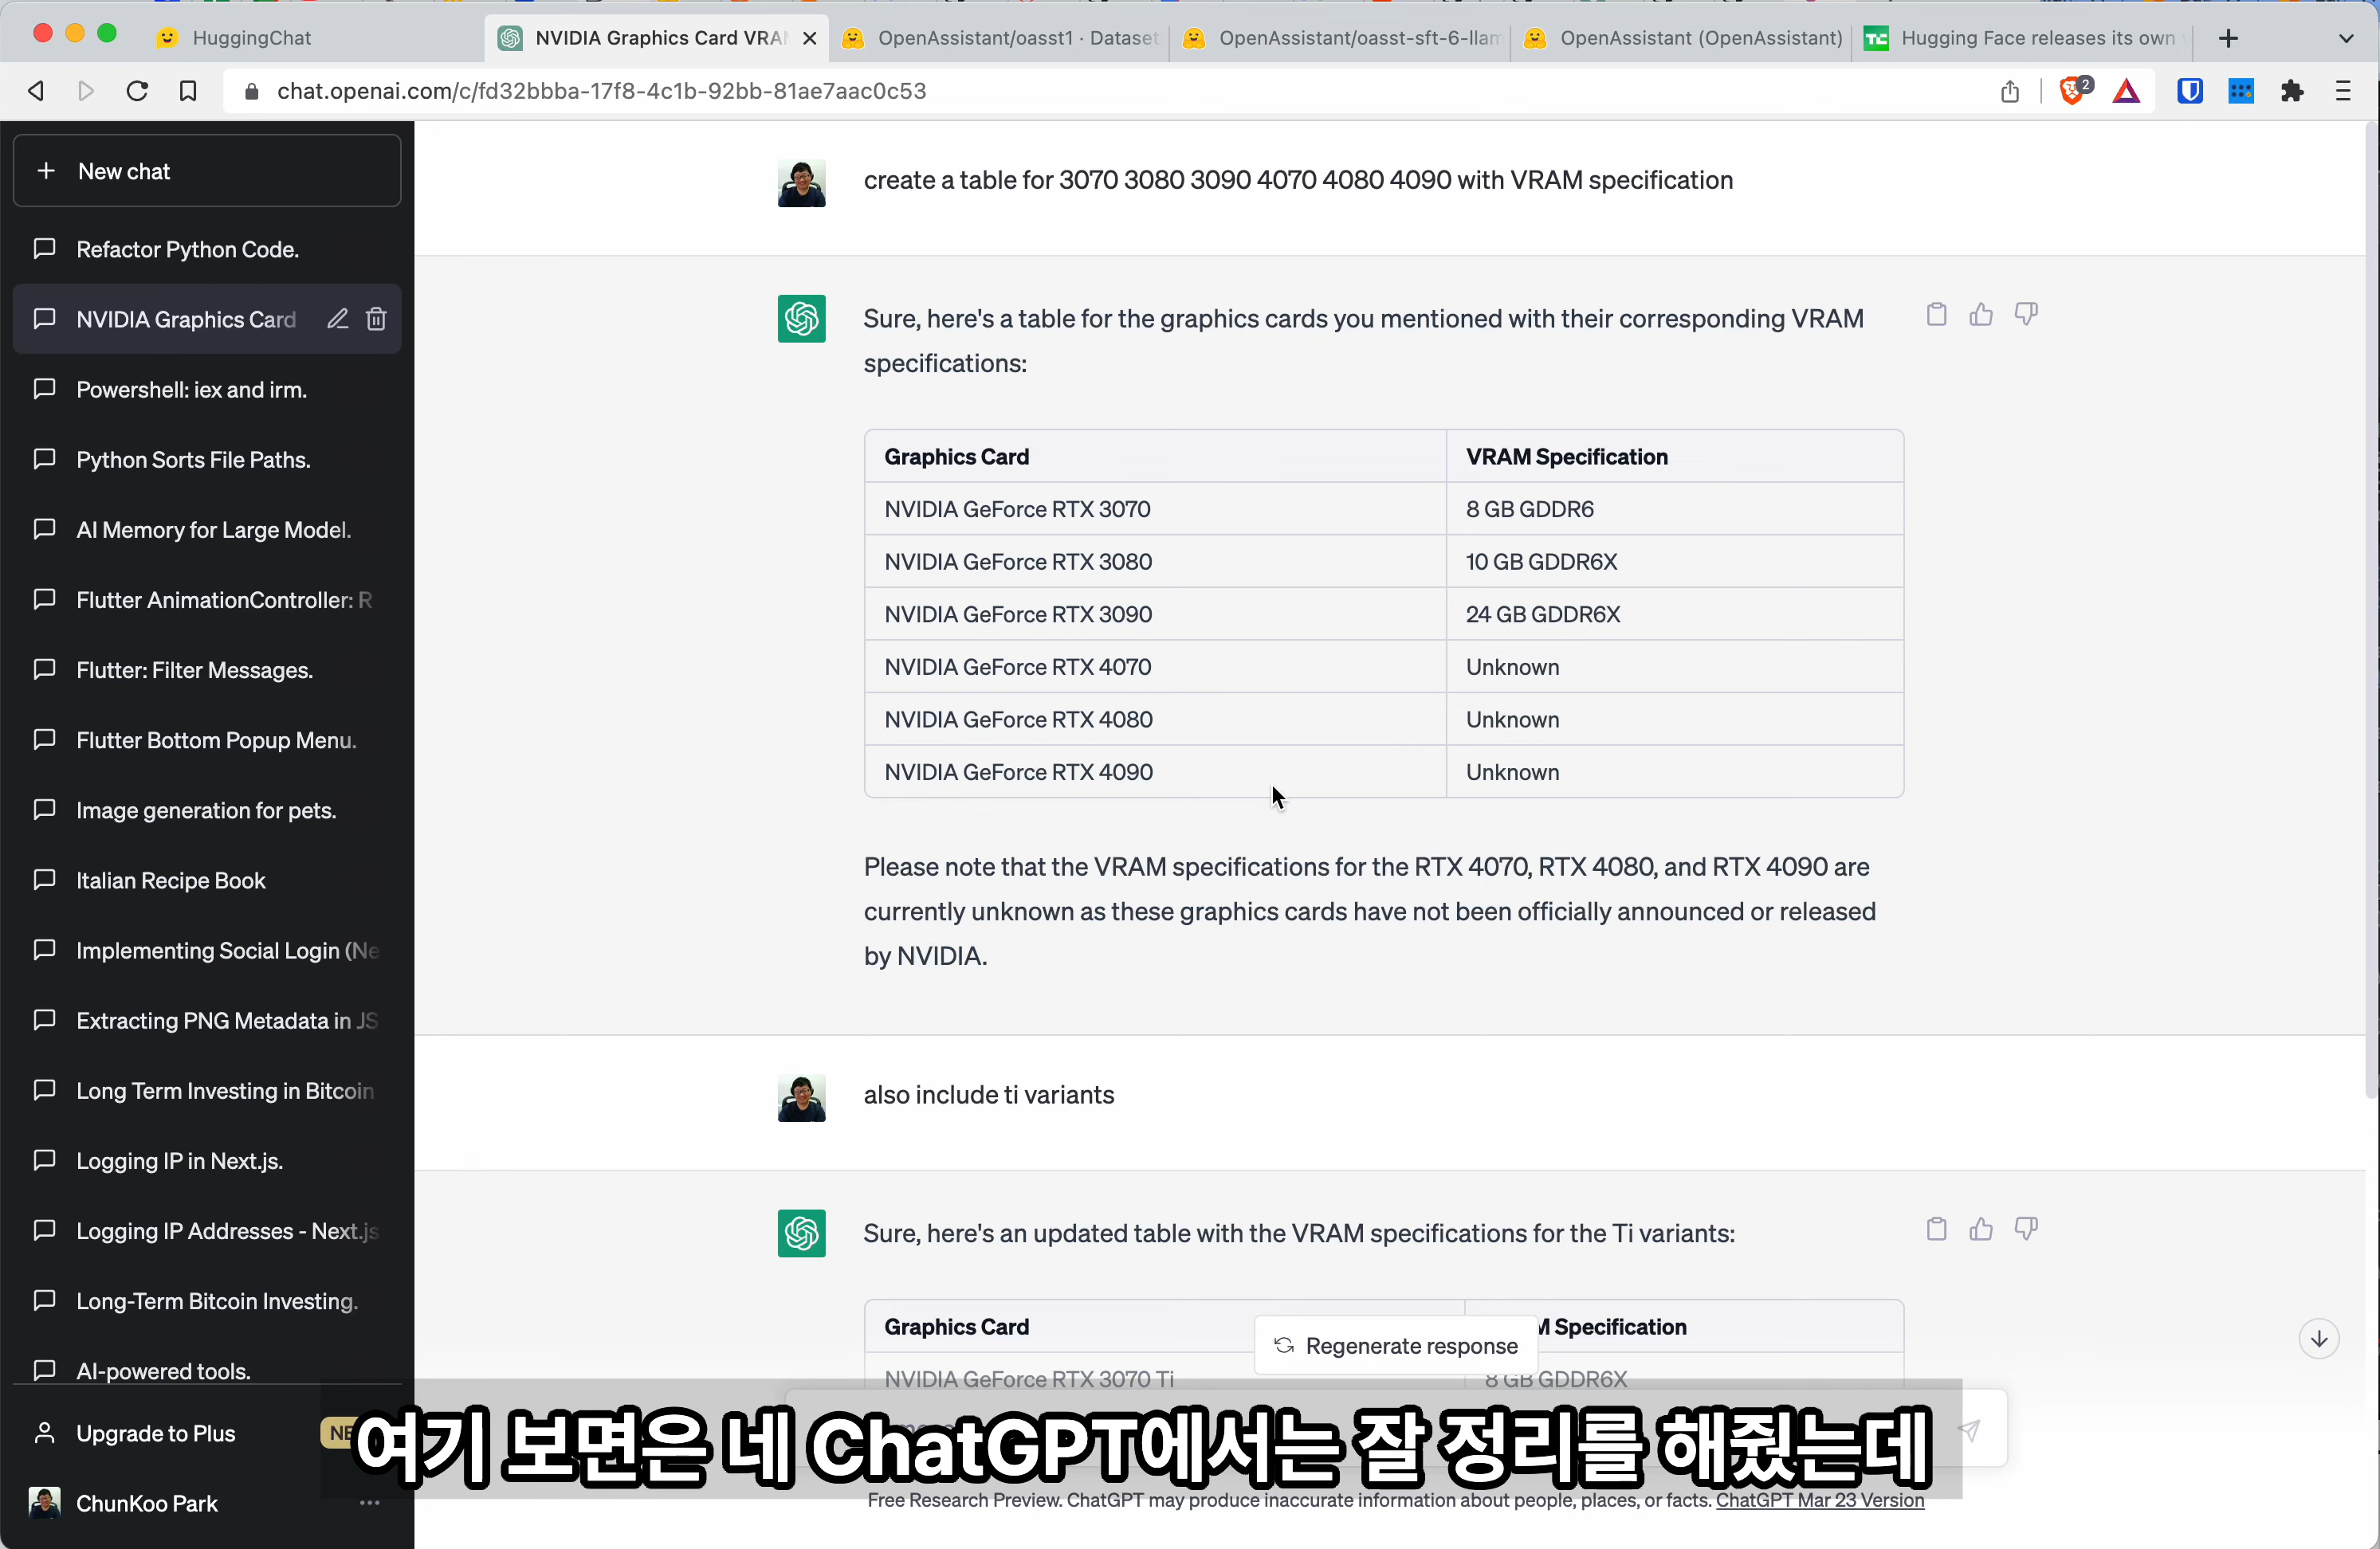 HuggingChat
NVIDIA Graphics Card VRA
OpenAssistant/oasst1 · Dataset
OpenAssistant/oasst-sft-6-llam
OpenAssistant (OpenAssistant)
Hugging Face releases its own
chat.openai.com/c/fd32bbba-17f8-4c1b-92bb-81ae7aac0c53
2
New chat
Refactor Python Code.
NVIDIA Graphics Card
Powershell: iex and irm.
Python Sorts File Paths.
AI Memory for Large Model.
Flutter AnimationController: R
Flutter: Filter Messages.
Flutter Bottom Popup Menu.
Image generation for pets.
Italian Recipe Book
Implementing Social Login (Ne
Extracting PNG Metadata in JS
Long Term Investing in Bitcoin
Logging IP in Next.js.
Logging IP Addresses - Next.js
Long-Term Bitcoin Investing.
AI-powered tools.
Upgrade to Plus
NE
ChunKoo Park
create a table for 3070 3080 3090 4070 4080 4090 with VRAM specification
Sure, here's a table for the graphics cards you mentioned with their corresponding VRAM
specifications:
Graphics Card VRAM Specification
NVIDIA GeForce RTX 3070 8 GB GDDR6
NVIDIA GeForce RTX 3080 10 GB GDDR6X
NVIDIA GeForce RTX 3090 24 GB GDDR6X
NVIDIA GeForce RTX 4070 Unknown
NVIDIA GeForce RTX 4080 Unknown
NVIDIA GeForce RTX 4090 Unknown
Please note that the VRAM specifications for the RTX 4070, RTX 4080, and RTX 4090 are
currently unknown as these graphics cards have not been officially announced or released
by NVIDIA.
also include ti variants
Sure, here's an updated table with the VRAM specifications for the Ti variants:
Graphics Card M Specification
Regenerate response
NVIDIA GeForce RTX 3070 Ti 8 GB GDDR6X
여기 보면은 네 ChatGPT에서는 잘 정리를 해줬는데
Free Research Preview. ChatGPT may produce inaccurate information about people, places, or facts. ChatGPT Mar 23 Version